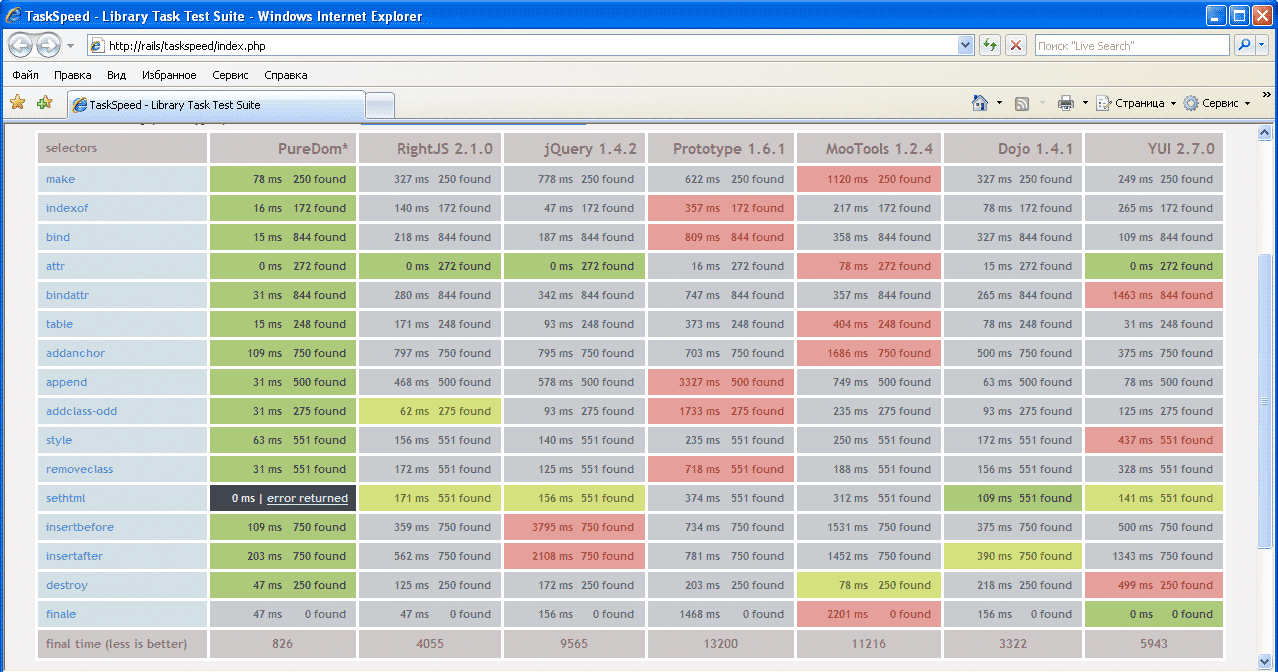 TaskSpeed - Library Task Test Suite - Windows Internet Explorer
http://rails/taskspeed/index.php Поиск "Live Search"
Файл Правка Вид Избранное Сервис Справка
TaskSpeed - Library Task Test Suite Страница Сервис »
selectors PureDom* RightJS 2.1.0 jQuery 1.4.2 Prototype 1.6.1 MooTools 1.2.4 Dojo 1.4.1 YUI 2.7.0
make 78 ms 250 found 327 ms 250 found 778 ms 250 found 622 ms 250 found 1120 ms 250 found 327 ms 250 found 249 ms 250 found
indexof 16 ms 172 found 140 ms 172 found 47 ms 172 found 357 ms 172 found 217 ms 172 found 78 ms 172 found 265 ms 172 found
bind 15 ms 844 found 218 ms 844 found 187 ms 844 found 809 ms 844 found 358 ms 844 found 327 ms 844 found 109 ms 844 found
attr 0 ms 272 found 0 ms 272 found 0 ms 272 found 16 ms 272 found 78 ms 272 found 15 ms 272 found 0 ms 272 found
bindattr 31 ms 844 found 280 ms 844 found 342 ms 844 found 747 ms 844 found 357 ms 844 found 265 ms 844 found 1463 ms 844 found
table 15 ms 248 found 171 ms 248 found 93 ms 248 found 373 ms 248 found 404 ms 248 found 78 ms 248 found 31 ms 248 found
addanchor 109 ms 750 found 797 ms 750 found 795 ms 750 found 703 ms 750 found 1686 ms 750 found 500 ms 750 found 375 ms 750 found
append 31 ms 500 found 468 ms 500 found 578 ms 500 found 3327 ms 500 found 749 ms 500 found 63 ms 500 found 78 ms 500 found
addclass-odd 31 ms 275 found 62 ms 275 found 93 ms 275 found 1733 ms 275 found 235 ms 275 found 93 ms 275 found 125 ms 275 found
style 63 ms 551 found 156 ms 551 found 140 ms 551 found 235 ms 551 found 250 ms 551 found 172 ms 551 found 437 ms 551 found
removeclass 31 ms 551 found 172 ms 551 found 125 ms 551 found 718 ms 551 found 188 ms 551 found 156 ms 551 found 328 ms 551 found
sethtml 0 ms | error returned 171 ms 551 found 156 ms 551 found 374 ms 551 found 312 ms 551 found 109 ms 551 found 141 ms 551 found
insertbefore 109 ms 750 found 359 ms 750 found 3795 ms 750 found 734 ms 750 found 1531 ms 750 found 375 ms 750 found 500 ms 750 found
insertafter 203 ms 750 found 562 ms 750 found 2108 ms 750 found 781 ms 750 found 1452 ms 750 found 390 ms 750 found 1343 ms 750 found
destroy 47 ms 250 found 125 ms 250 found 172 ms 250 found 203 ms 250 found 78 ms 250 found 218 ms 250 found 499 ms 250 found
finale 47 ms 0 found 47 ms 0 found 156 ms 0 found 1468 ms 0 found 2201 ms 0 found 156 ms 0 found 0 ms 0 found
final time (less is better) 826 4055 9565 13200 11216 3322 5943